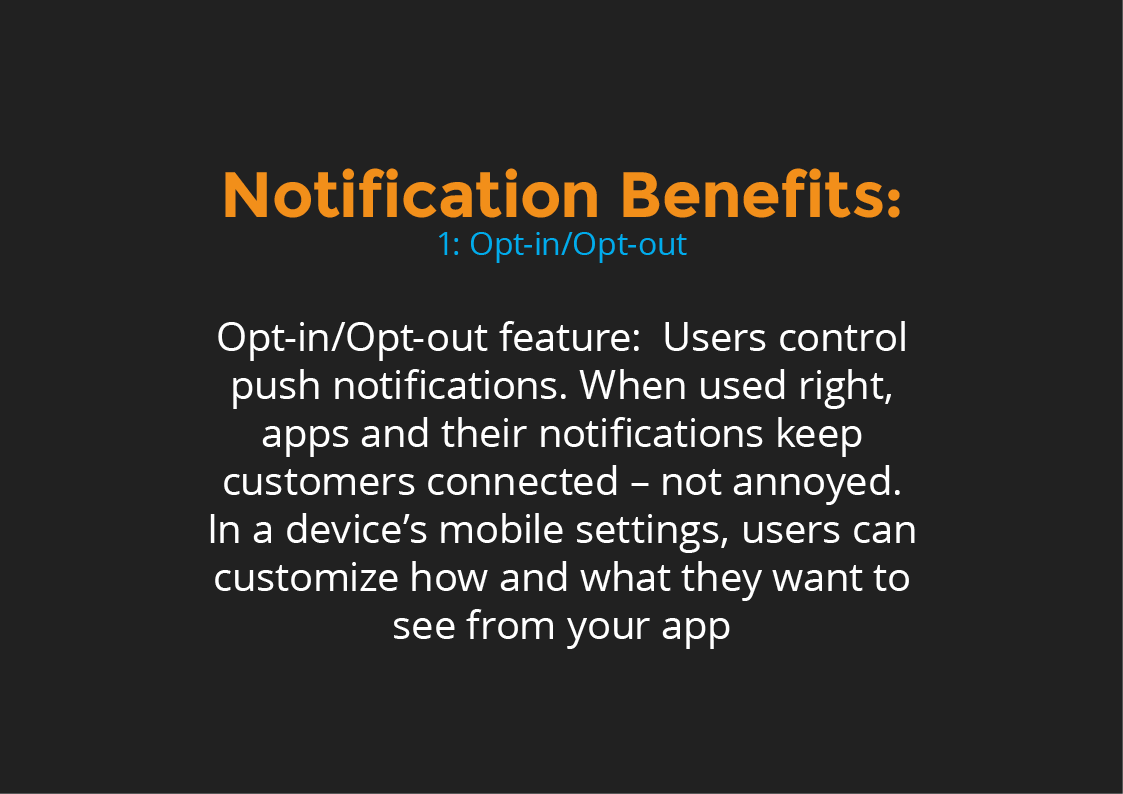 Notification Benefits:
1: Opt-in/Opt-out
Opt-in/Opt-out feature:  Users control
push notifications. When used right,
apps and their notifications keep
customers connected – not annoyed.
In a device’s mobile settings, users can
customize how and what they want to
see from your app